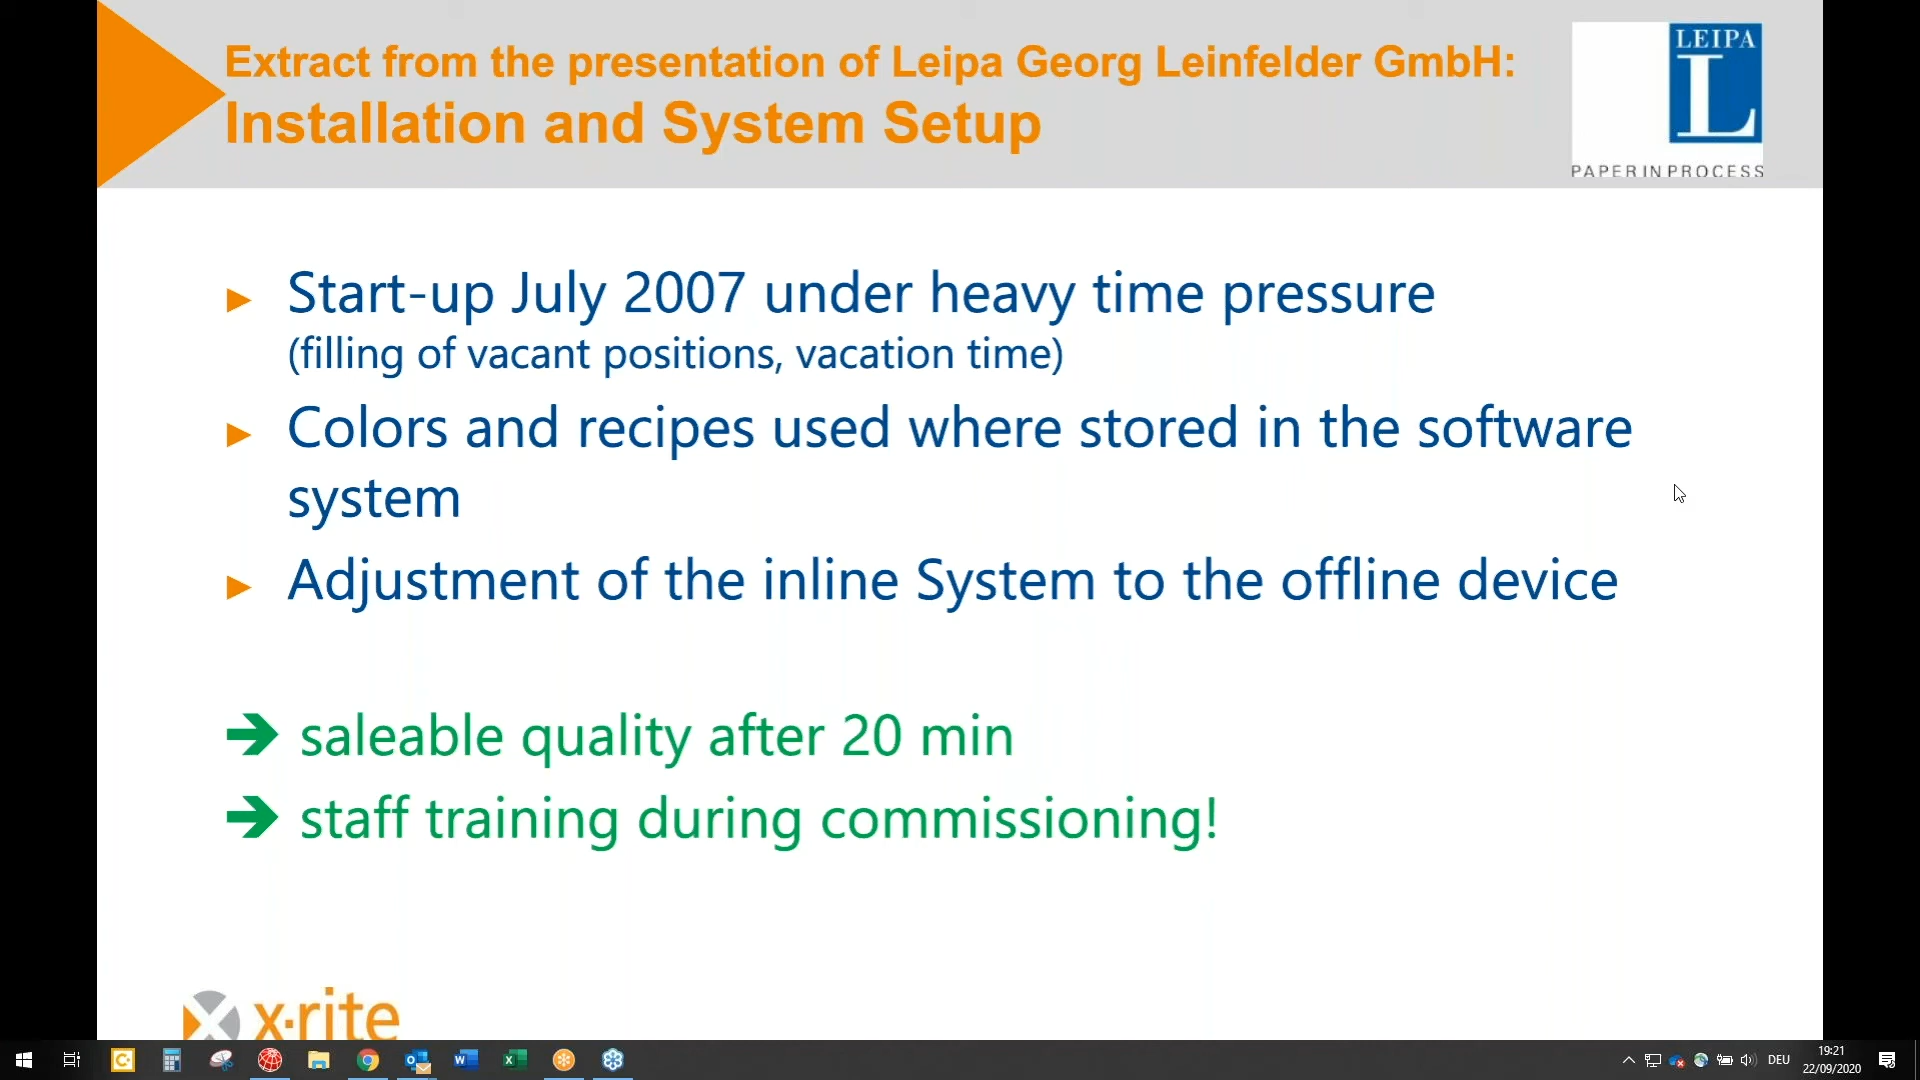 Extract from the presentation of Leipa Georg Leinfelder GmbH:
Installation and System Setup
LEIPA
L
PAPER IN PROCESS
Start-up July 2007 under heavy time pressure
(filling of vacant positions, vacation time)
Colors and recipes used where stored in the software
system
Adjustment of the inline System to the offline device
saleable quality after 20 min
staff training during commissioning!
x·rite
DEU
19:21
22/09/2020